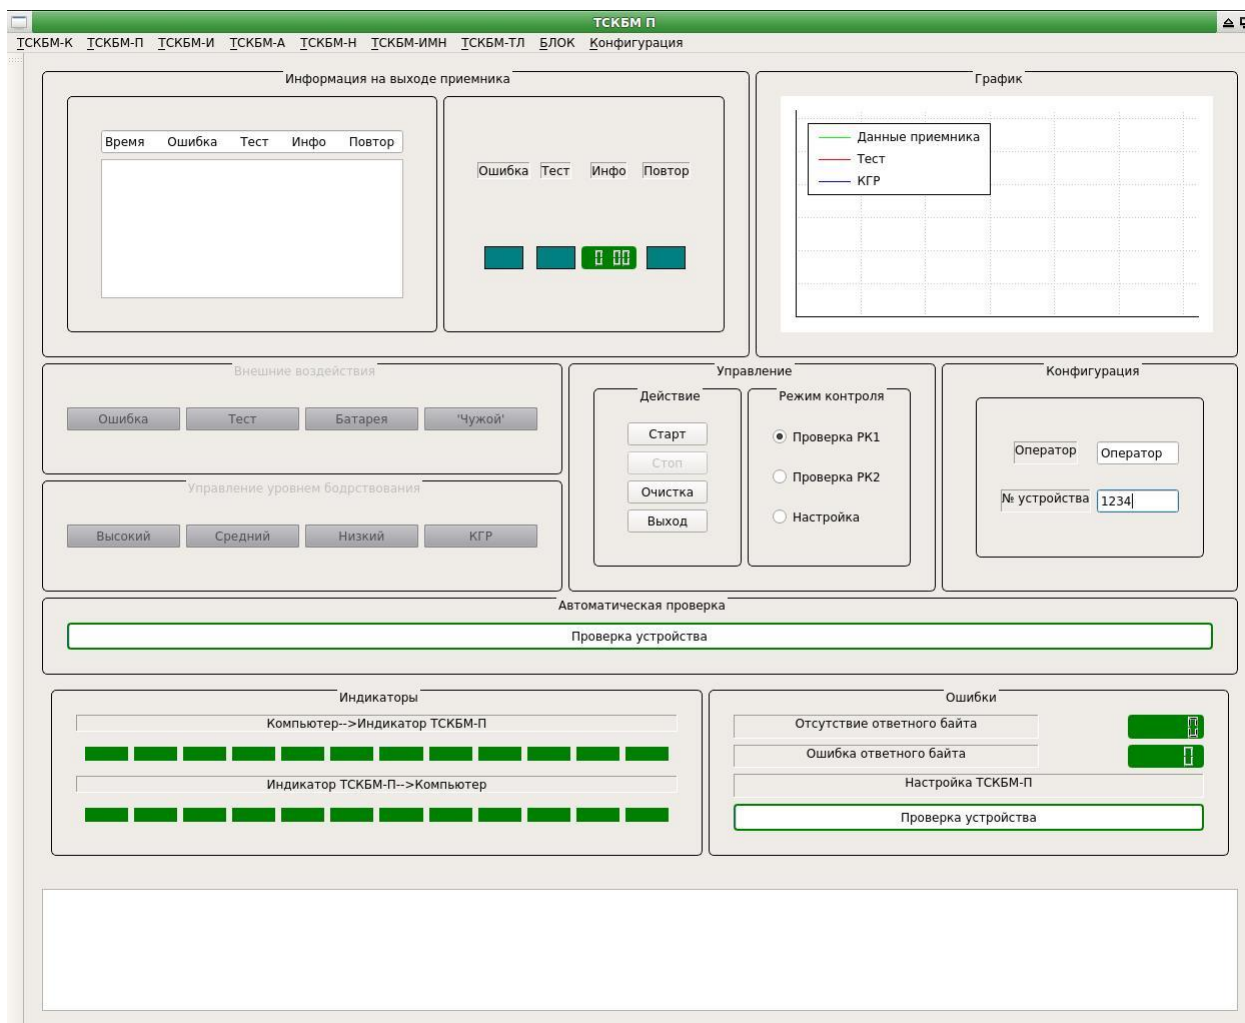 ТСКБМ П
ТСКБМ-К ТСКБМ-П ТСКБМ-И ТСКБМ-А ТСКБМ-Н ТСКБМ-ИМН ТСКБМ-ТЛ БЛОК Конфигурация
Информация на выходе приемника
Время Ошибка Тест Инфо Повтор
Ошибка Тест Инфо Повтор
0 00
График
Данные приемника
Тест
КГР
Внешние воздействия
Ошибка Тест Батарея 'Чужой'
Управление уровнем бодрствования
Высокий Средний Низкий КГР
Управление
Действие
Старт
Стоп
Очистка
Выход
Режим контроля
Проверка РК1
Проверка РК2
Настройка
Конфигурация
Оператор Оператор
№ устройства 1234
Автоматическая проверка
Проверка устройства
Индикаторы
Компьютер-->Индикатор ТСКБМ-П
Индикатор ТСКБМ-П-->Компьютер
Ошибки
Отсутствие ответного байта 0
Ошибка ответного байта 0
Настройка ТСКБМ-П
Проверка устройства